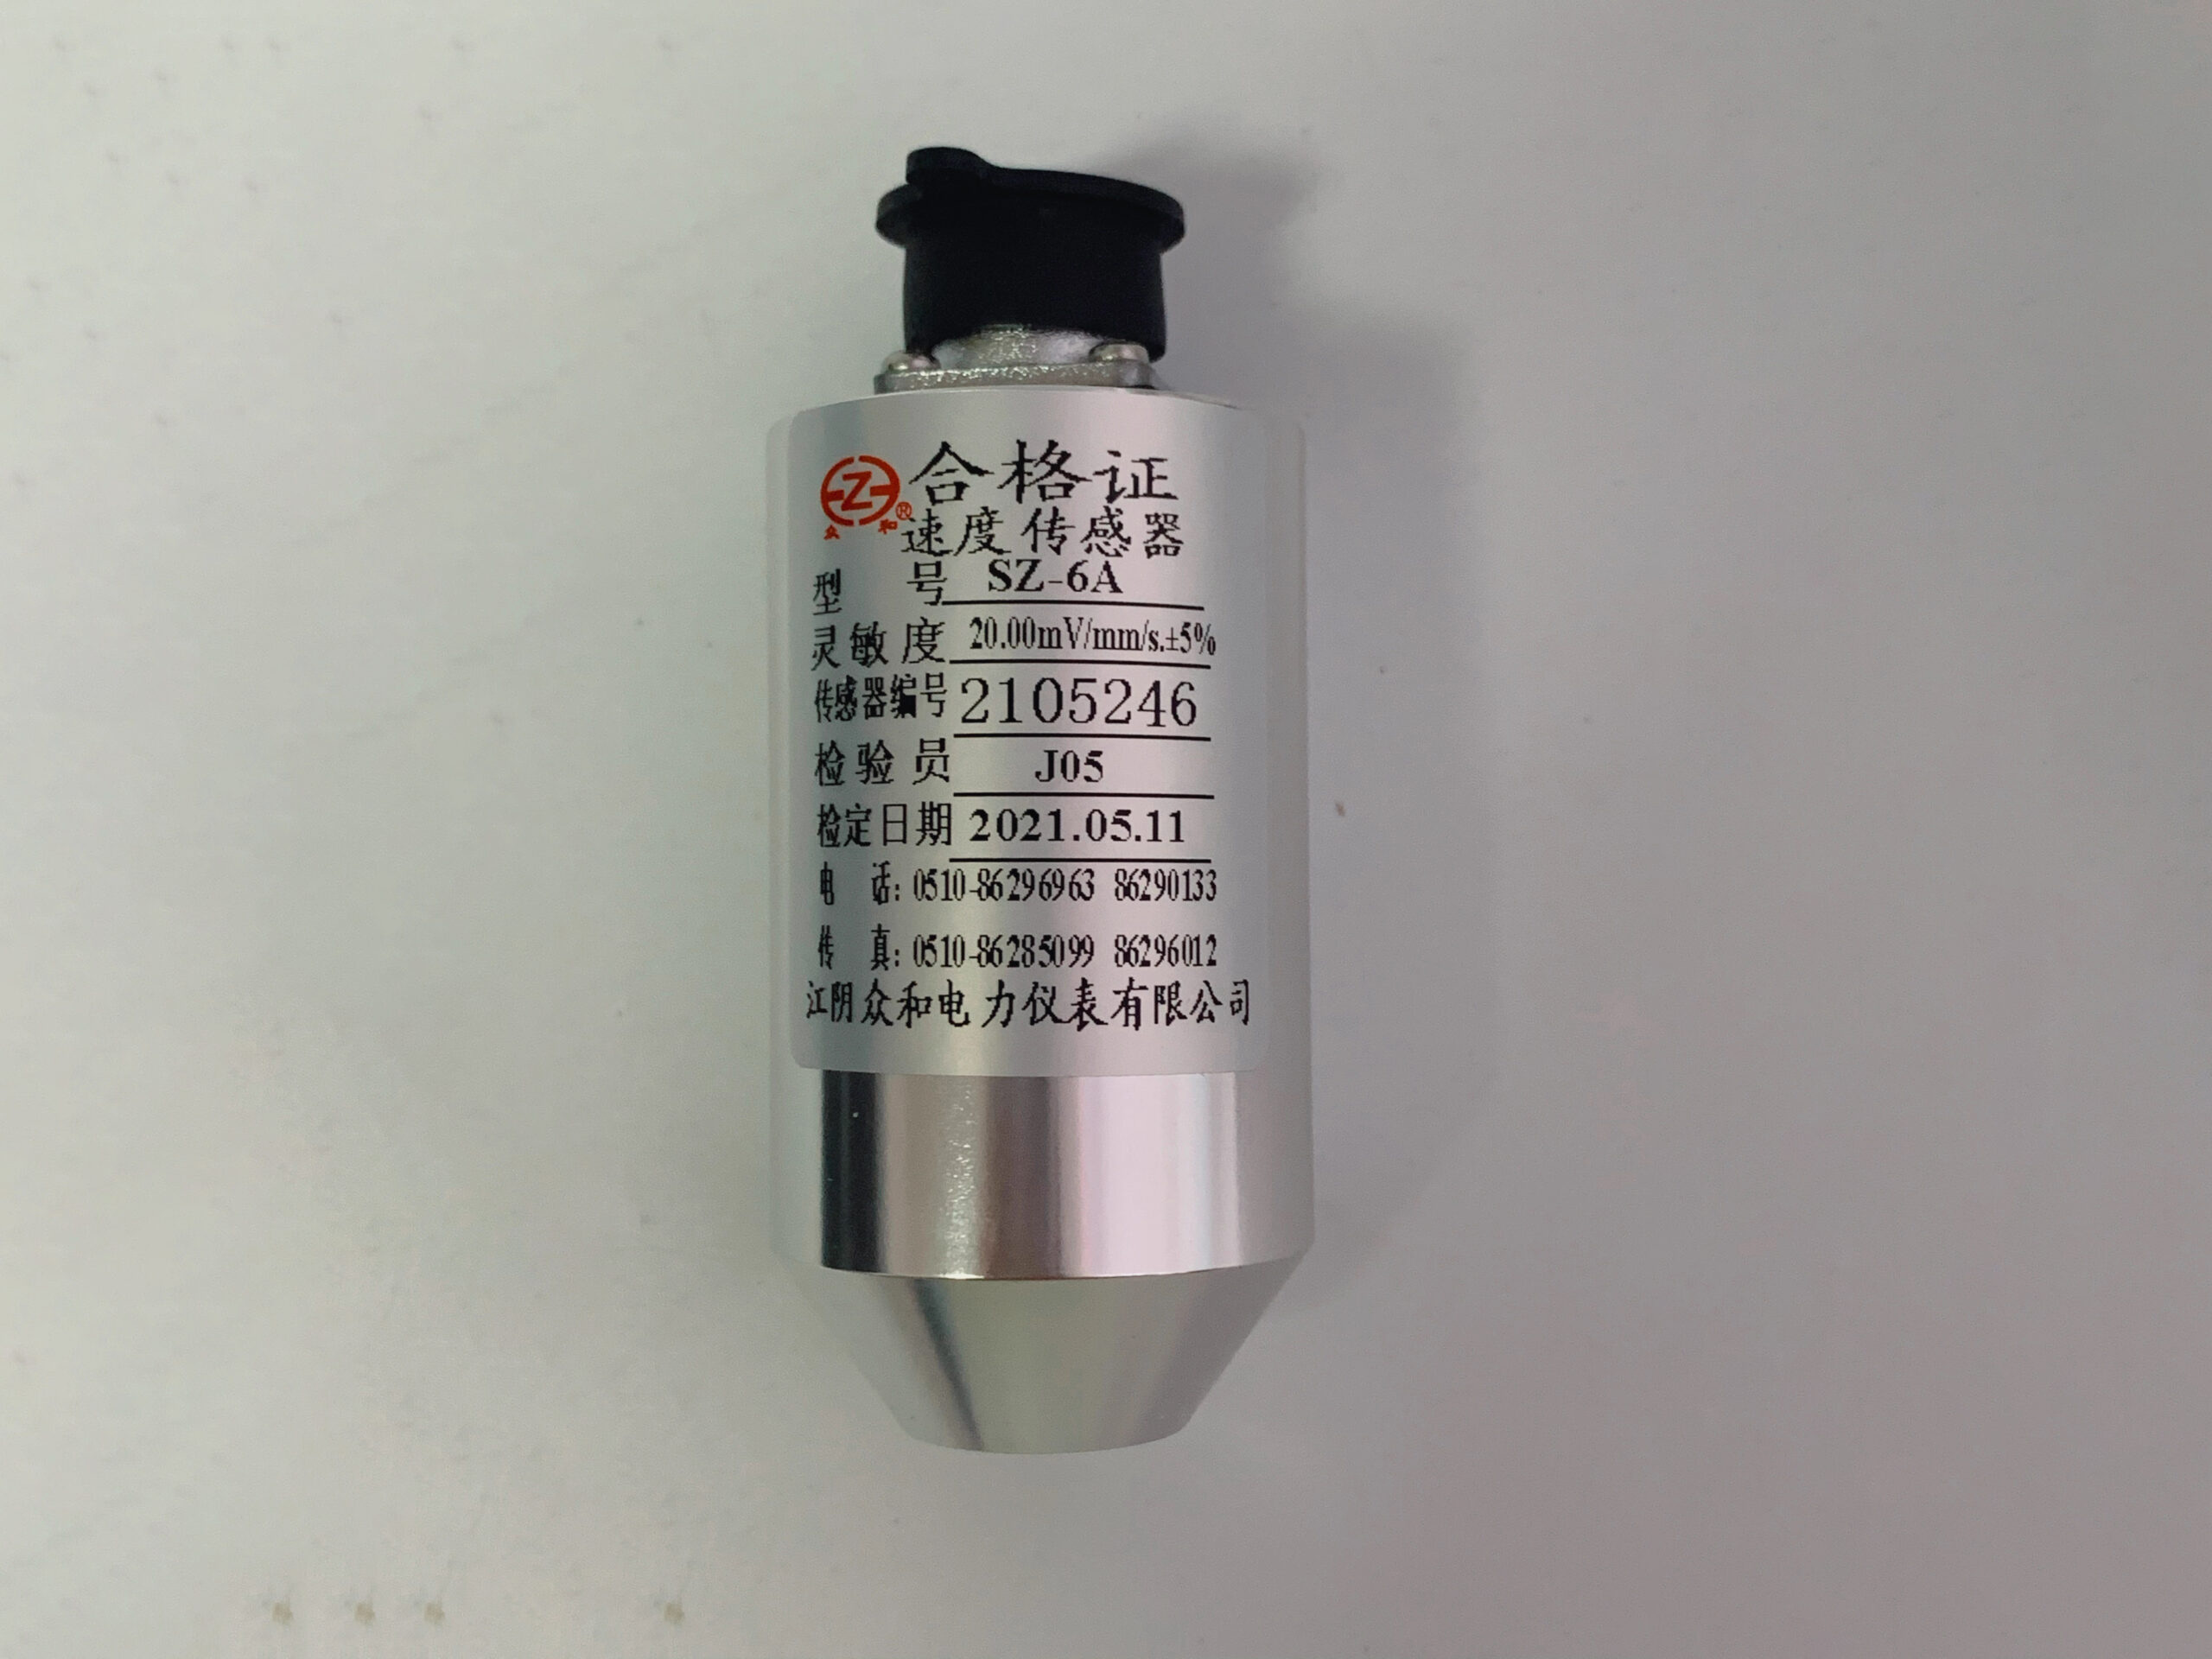 合格证
Z
众和®
速度传感器
型号 SZ-6A
灵敏度 20.00mV/mm/s.±5%
传感器编号 2105246
检验员 J05
检定日期 2021.05.11
电话: 0510-86296963 86290133
传真: 0510-86285099 86296012
江阴众和电力仪表有限公司